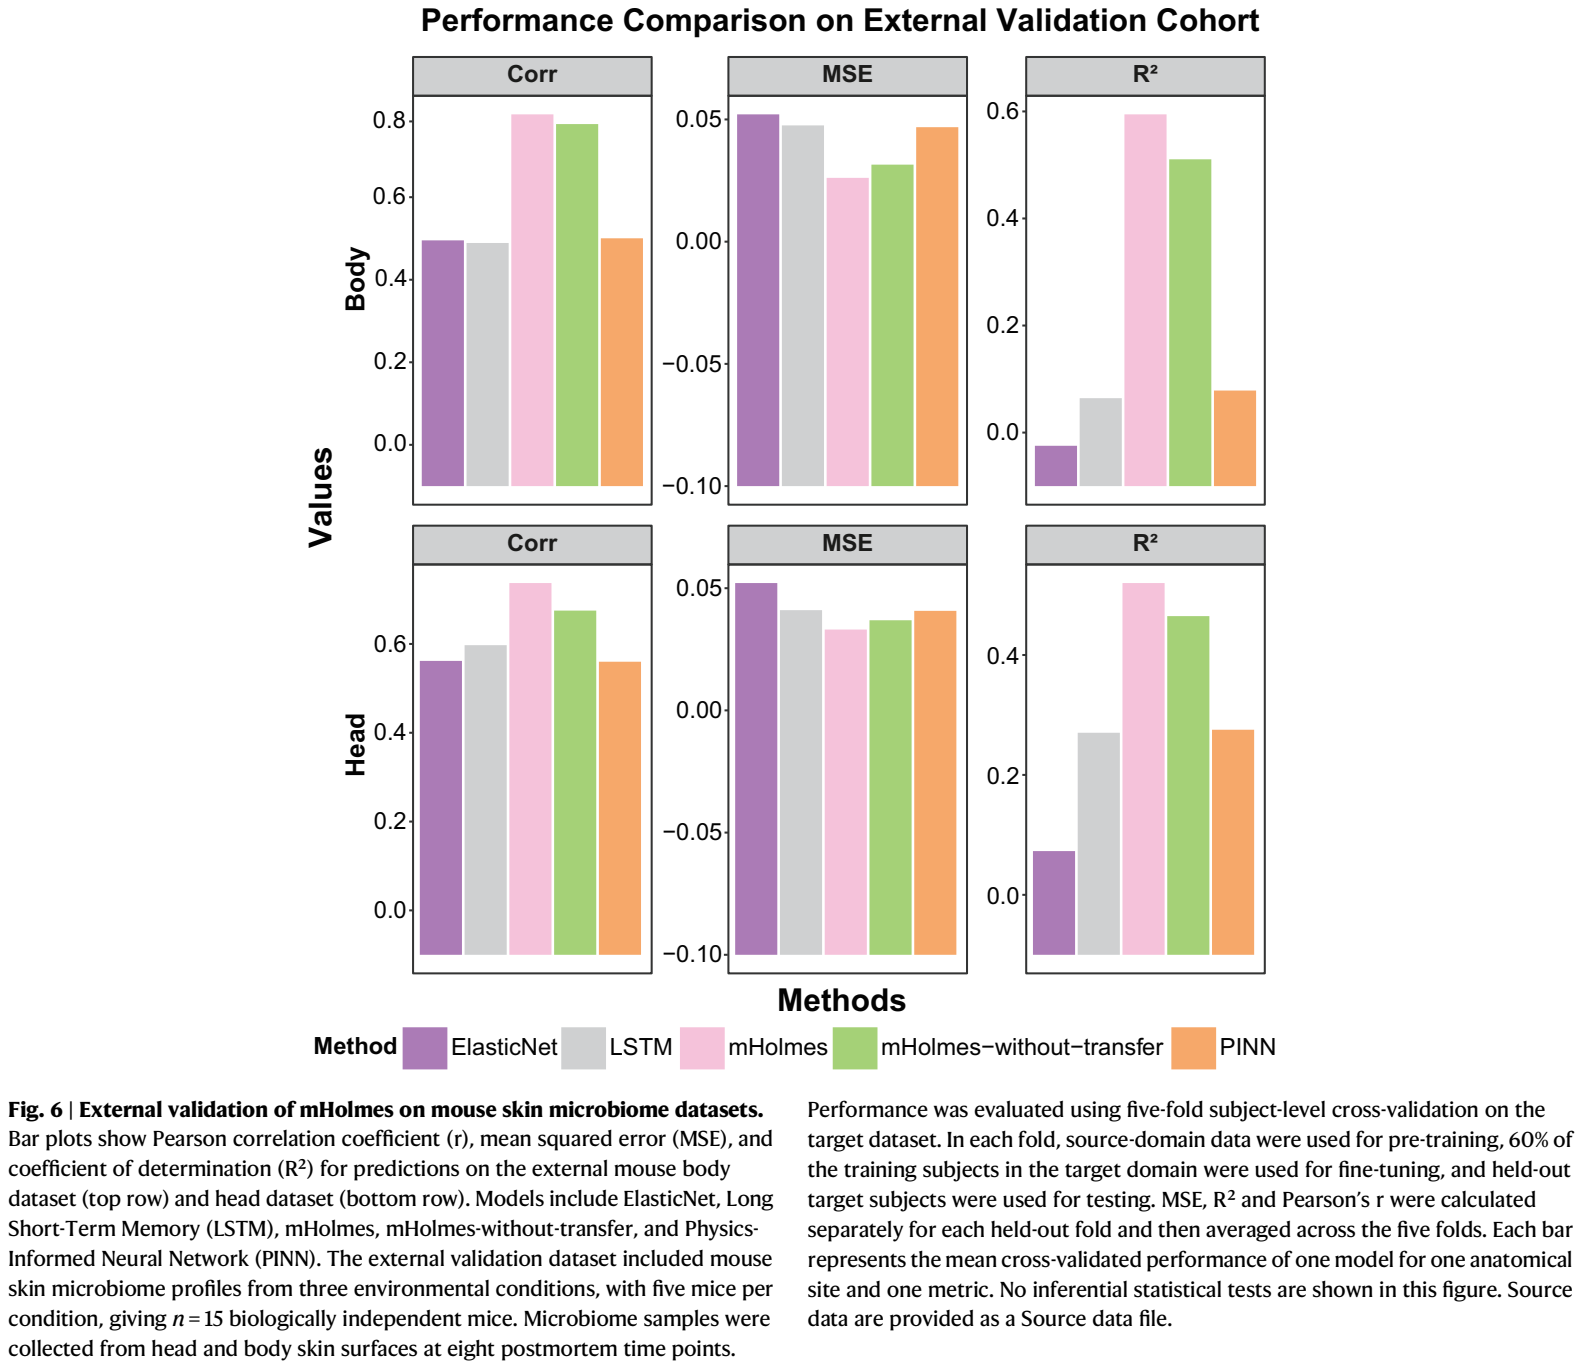 Performance Comparison on External Validation Cohort
Corr
MSE
R²
0.8
0.6
0.4
0.2
0.0
0.05
0.00
−0.05
−0.10
0.6
0.4
0.2
0.0
Body
Values
Corr
MSE
R²
0.6
0.4
0.2
0.0
0.05
0.00
−0.05
−0.10
0.4
0.2
0.0
Head
Methods
Method ElasticNet LSTM mHolmes mHolmes−without−transfer PINN
Fig. 6 | External validation of mHolmes on mouse skin microbiome datasets.
Bar plots show Pearson correlation coefficient (r), mean squared error (MSE), and
coefficient of determination (R²) for predictions on the external mouse body
dataset (top row) and head dataset (bottom row). Models include ElasticNet, Long
Short-Term Memory (LSTM), mHolmes, mHolmes-without-transfer, and Physics-
Informed Neural Network (PINN). The external validation dataset included mouse
skin microbiome profiles from three environmental conditions, with five mice per
condition, giving n = 15 biologically independent mice. Microbiome samples were
collected from head and body skin surfaces at eight postmortem time points.
Performance was evaluated using five-fold subject-level cross-validation on the
target dataset. In each fold, source-domain data were used for pre-training, 60% of
the training subjects in the target domain were used for fine-tuning, and held-out
target subjects were used for testing. MSE, R² and Pearson's r were calculated
separately for each held-out fold and then averaged across the five folds. Each bar
represents the mean cross-validated performance of one model for one anatomical
site and one metric. No inferential statistical tests are shown in this figure. Source
data are provided as a Source data file.